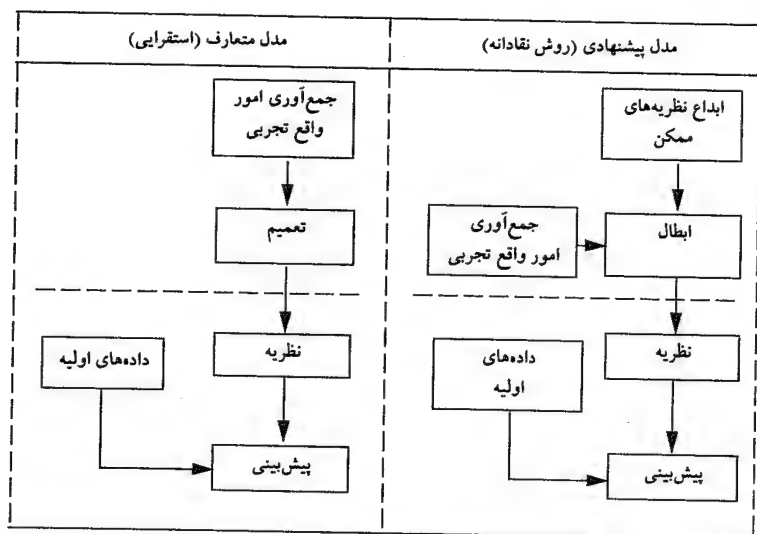 مدل پیشنهادی (روش نقادانه)
ابداع نظریه‌های
ممکن
جمع‌آوری
امور واقع تجربی
ابطال
نظریه
داده‌های
اولیه
پیش‌بینی
مدل متعارف (استقرایی)
جمع‌آوری امور
واقع تجربی
تعمیم
نظریه
داده‌های اولیه
پیش‌بینی